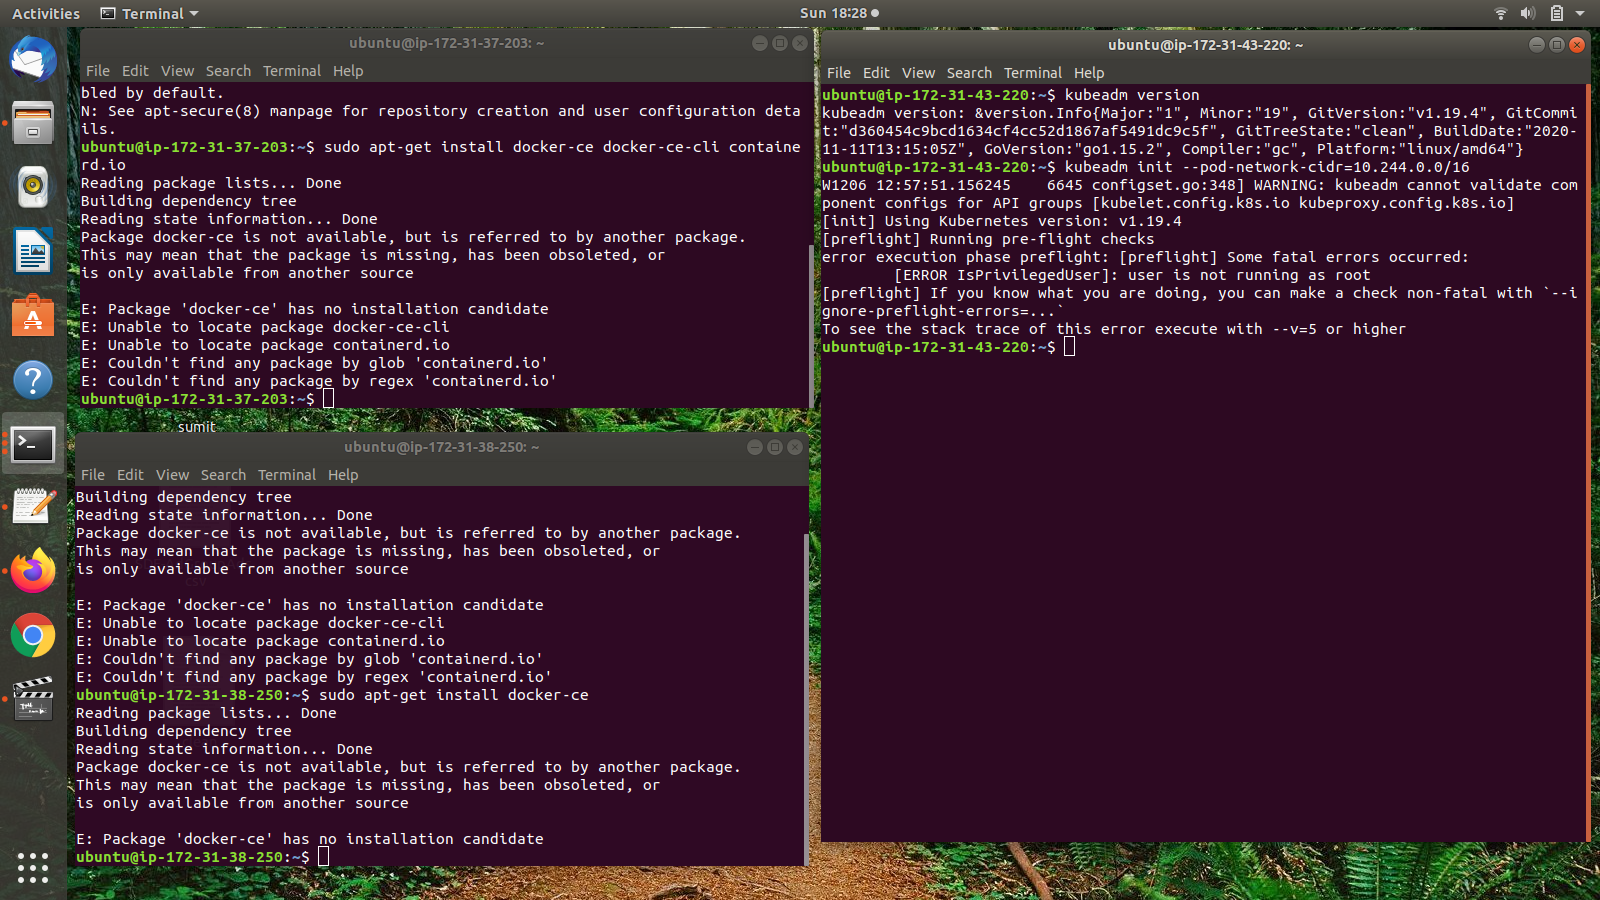 Activities
Terminal
Sun 18:28
ubuntu@ip-172-31-37-203: ~
File Edit View Search Terminal Help
bled by default.
N: See apt-secure(8) manpage for repository creation and user configuration deta
ils.
ubuntu@ip-172-31-37-203:~$ sudo apt-get install docker-ce docker-ce-cli containe
rd.io
Reading package lists... Done
Building dependency tree
Reading state information... Done
Package docker-ce is not available, but is referred to by another package.
This may mean that the package is missing, has been obsoleted, or
is only available from another source
E: Package 'docker-ce' has no installation candidate
E: Unable to locate package docker-ce-cli
E: Unable to locate package containerd.io
E: Couldn't find any package by glob 'containerd.io'
E: Couldn't find any package by regex 'containerd.io'
ubuntu@ip-172-31-37-203:~$
sumit
ubuntu@ip-172-31-38-250: ~
File Edit View Search Terminal Help
Building dependency tree
Reading state information... Done
Package docker-ce is not available, but is referred to by another package.
This may mean that the package is missing, has been obsoleted, or
is only available from another source
csv
E: Package 'docker-ce' has no installation candidate
E: Unable to locate package docker-ce-cli
E: Unable to locate package containerd.io
E: Couldn't find any package by glob 'containerd.io'
E: Couldn't find any package by regex 'containerd.io'
ubuntu@ip-172-31-38-250:~$ sudo apt-get install docker-ce
Reading package lists... Done
Building dependency tree
Reading state information... Done
Package docker-ce is not available, but is referred to by another package.
This may mean that the package is missing, has been obsoleted, or
is only available from another source
E: Package 'docker-ce' has no installation candidate
ubuntu@ip-172-31-38-250:~$
ubuntu@ip-172-31-43-220: ~
File Edit View Search Terminal Help
ubuntu@ip-172-31-43-220:~$ kubeadm version
kubeadm version: &version.Info{Major:"1", Minor:"19", GitVersion:"v1.19.4", GitCommi
t:"d360454c9bcd1634cf4cc52d1867af5491dc9c5f", GitTreeState:"clean", BuildDate:"2020-
11-11T13:15:05Z", GoVersion:"go1.15.2", Compiler:"gc", Platform:"linux/amd64"}
ubuntu@ip-172-31-43-220:~$ kubeadm init --pod-network-cidr=10.244.0.0/16
W1206 12:57:51.156245    6645 configset.go:348] WARNING: kubeadm cannot validate com
ponent configs for API groups [kubelet.config.k8s.io kubeproxy.config.k8s.io]
[init] Using Kubernetes version: v1.19.4
[preflight] Running pre-flight checks
error execution phase preflight: [preflight] Some fatal errors occurred:
[ERROR IsPrivilegedUser]: user is not running as root
[preflight] If you know what you are doing, you can make a check non-fatal with `--i
gnore-preflight-errors=...`
To see the stack trace of this error execute with --v=5 or higher
ubuntu@ip-172-31-43-220:~$